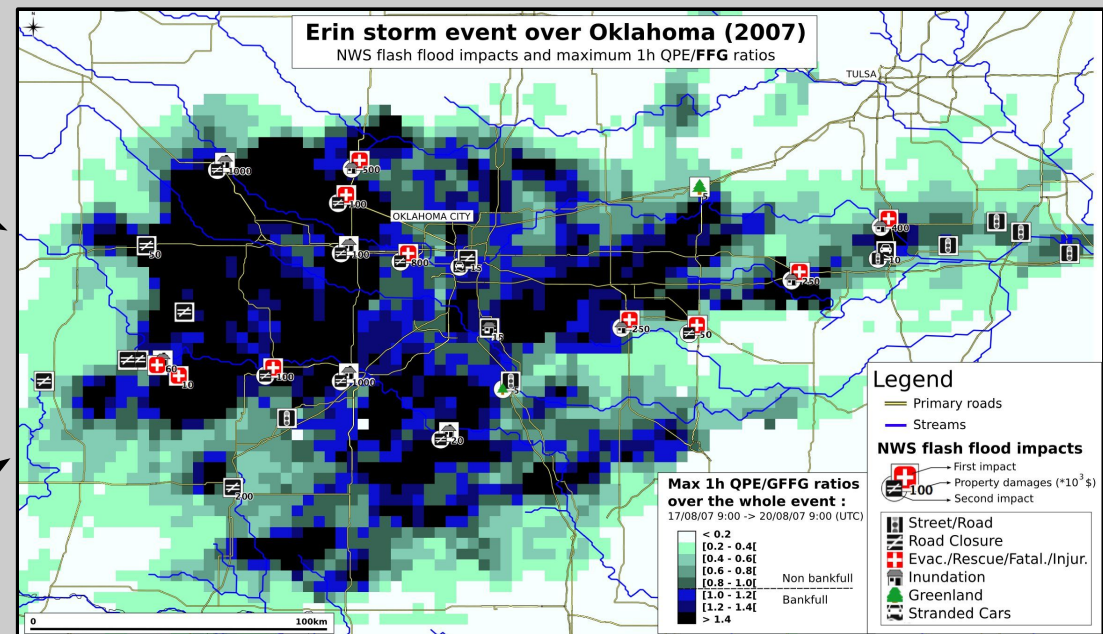 Erin storm event over Oklahoma (2007)
NWS flash flood impacts and maximum 1h QPE/FFG ratios
TULSA
1000
500
100
5
OKLAHOMA CITY
400
50
100
800
15
10
250
15
250
50
60
10
100
1000
5
20
200
Legend
Primary roads
Streams
NWS flash flood impacts
First impact
Property damages (*10³ $)
100
Second impact
Street/Road
Road Closure
Evac./Rescue/Fatal./Injur.
Inundation
Greenland
Stranded Cars
Max 1h QPE/GFFG ratios
over the whole event :
17/08/07 9:00 -> 20/08/07 9:00 (UTC)
< 0.2
[0.2 - 0.4[
[0.4 - 0.6[
[0.6 - 0.8[
[0.8 - 1.0[
Non bankfull
[1.0 - 1.2[
Bankfull
[1.2 - 1.4[
> 1.4
0 100km